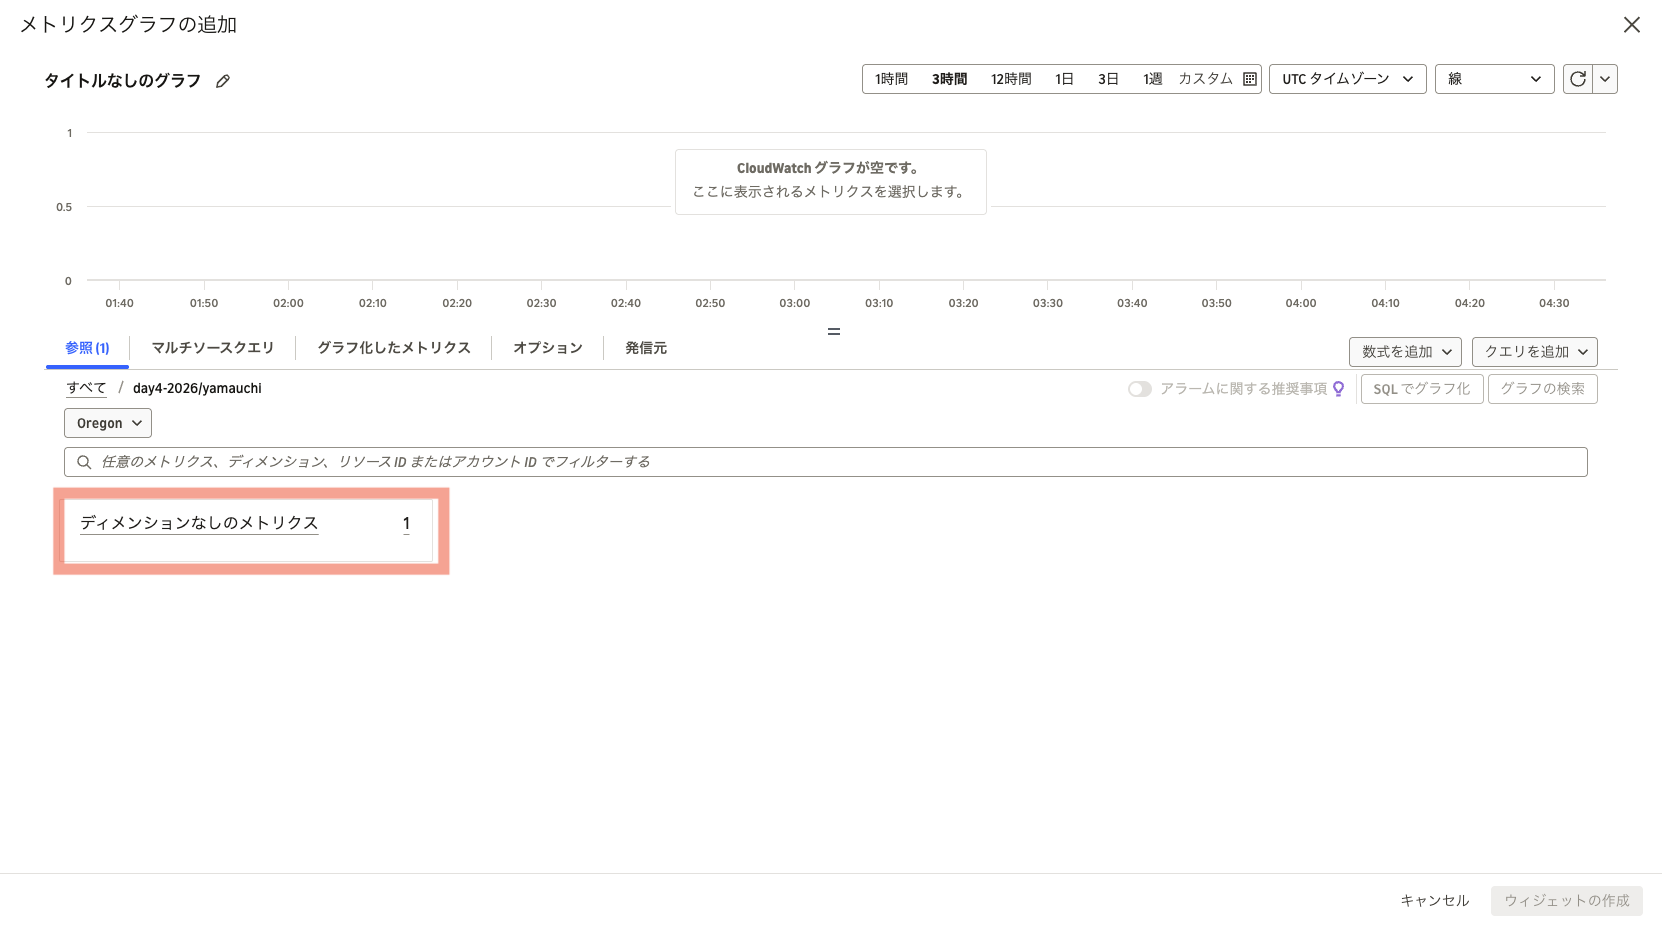 メトリクスグラフの追加
タイトルなしのグラフ
1時間 3時間 12時間 1日 3日 1週 カスタム UTC タイムゾーン 線
1
CloudWatch グラフが空です。
ここに表示されるメトリクスを選択します。
0.5
0
01:40 01:50 02:00 02:10 02:20 02:30 02:40 02:50 03:00 03:10 03:20 03:30 03:40 03:50 04:00 04:10 04:20 04:30
参照 (1) マルチソースクエリ グラフ化したメトリクス オプション 発信元 数式を追加 クエリを追加
すべて / day4-2026/yamauchi アラームに関する推奨事項 SQL でグラフ化 グラフの検索
Oregon
任意のメトリクス、ディメンション、リソース ID またはアカウント ID でフィルターする
ディメンションなしのメトリクス 1
キャンセル ウィジェットの作成